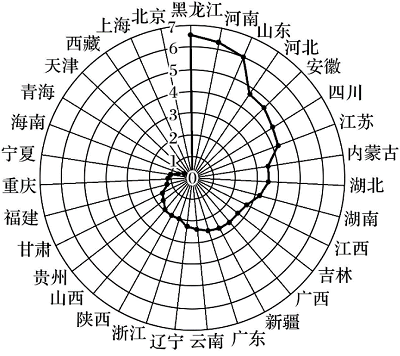 黑龙江
河南
山东
河北
安徽
四川
江苏
内蒙古
湖北
湖南
江西
吉林
广西
新疆
广东
云南
辽宁
浙江
陕西
山西
贵州
甘肃
福建
重庆
宁夏
海南
青海
天津
西藏
上海
北京
7
6
5
4
3
2
1
0